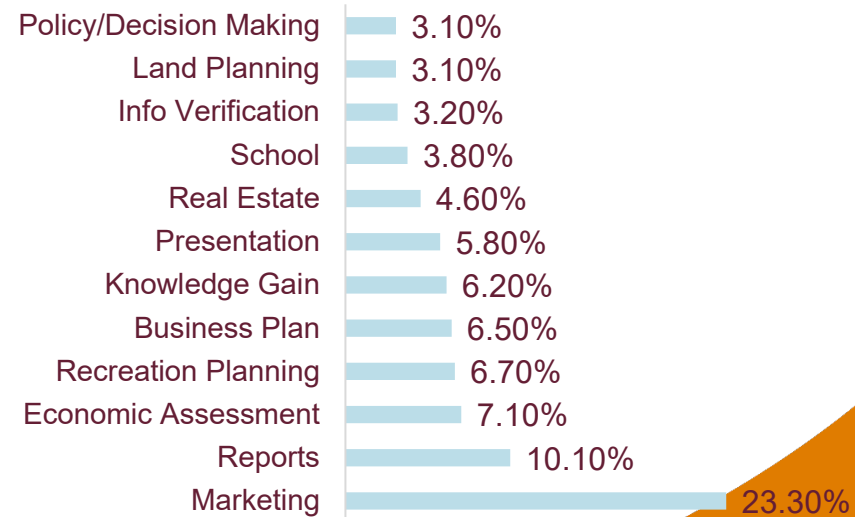 Policy/Decision Making 3.10%
Land Planning 3.10%
Info Verification 3.20%
School 3.80%
Real Estate 4.60%
Presentation 5.80%
Knowledge Gain 6.20%
Business Plan 6.50%
Recreation Planning 6.70%
Economic Assessment 7.10%
Reports 10.10%
Marketing 23.30%